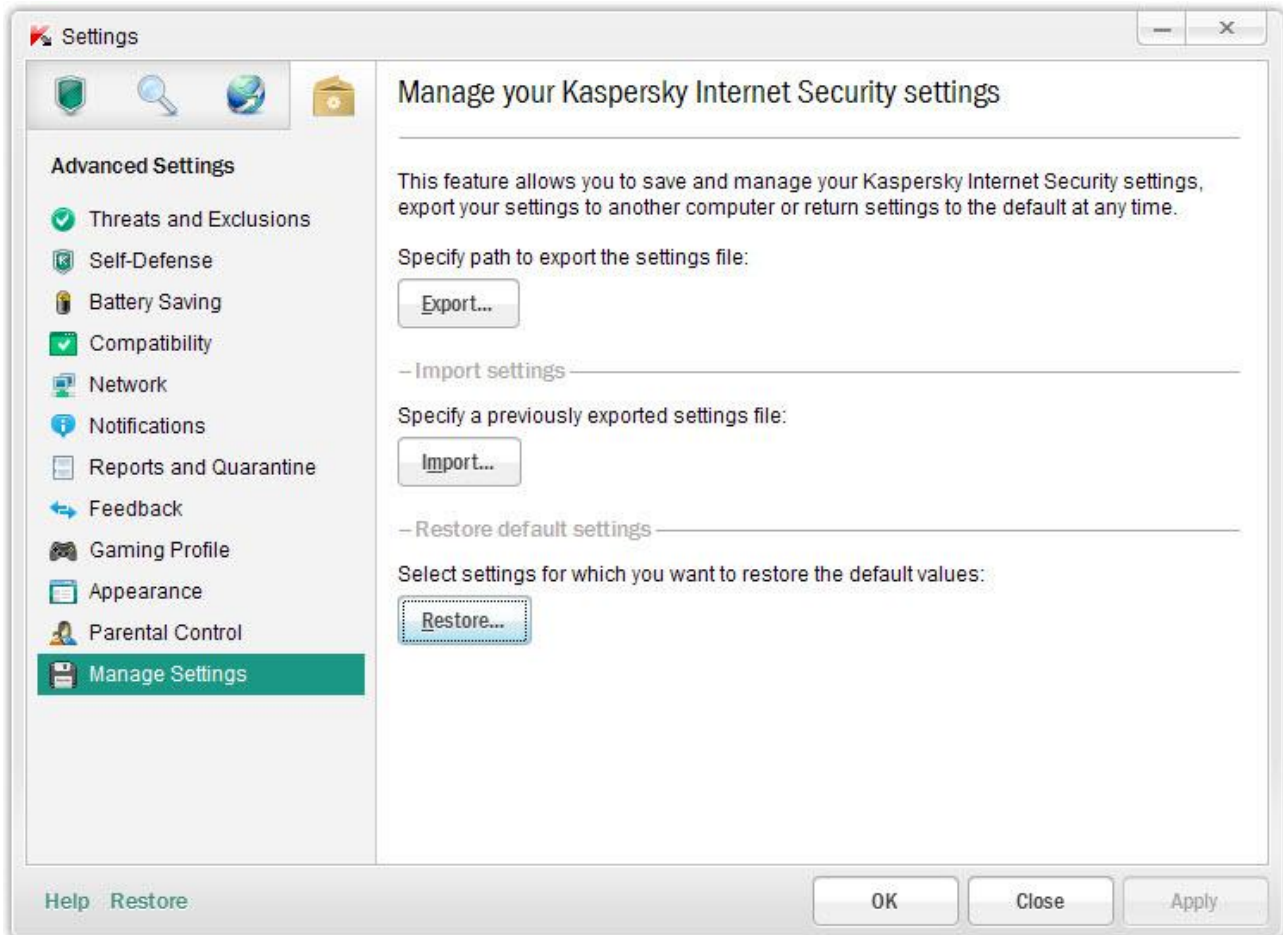 Settings
Manage your Kaspersky Internet Security settings
Advanced Settings
Threats and Exclusions
Self-Defense
Battery Saving
Compatibility
Network
Notifications
Reports and Quarantine
Feedback
Gaming Profile
Appearance
Parental Control
Manage Settings
This feature allows you to save and manage your Kaspersky Internet Security settings,
export your settings to another computer or return settings to the default at any time.
Specify path to export the settings file:
Export...
Import settings
Specify a previously exported settings file:
Import...
Restore default settings
Select settings for which you want to restore the default values:
Restore...
Help Restore
OK Close Apply